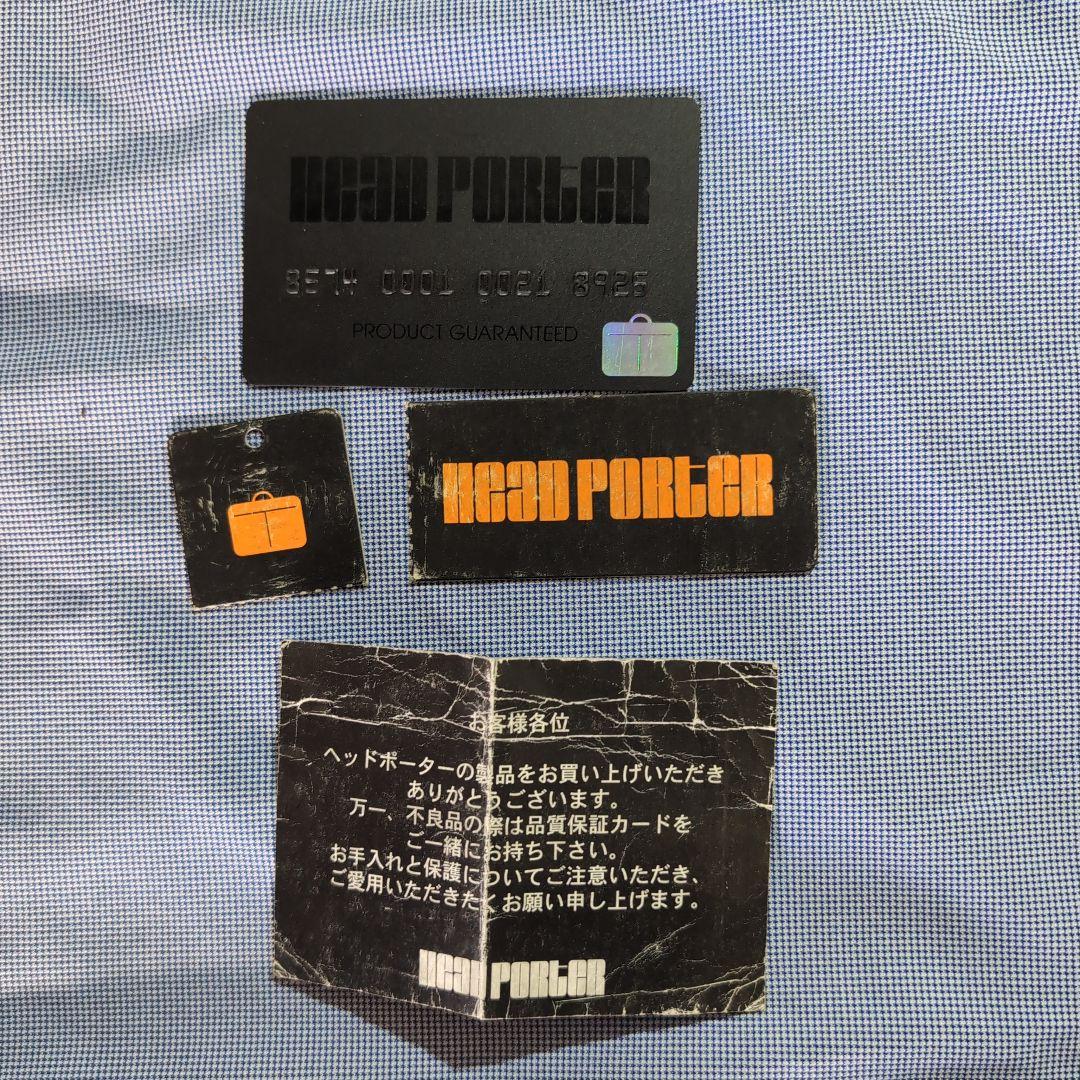 HEAD PORTER
8574 0001 0021 8925
PRODUCT GUARANTEED
HEAD PORTER
お客様各位
ヘッドポーターの製品をお買い上げいただき
ありがとうございます。
万一、不良品の際は品質保証カードを
ご一緒にお持ち下さい。
お手入れと保護についてご注意いただき、
ご愛用いただきたくお願い申し上げます。
HEAD PORTER